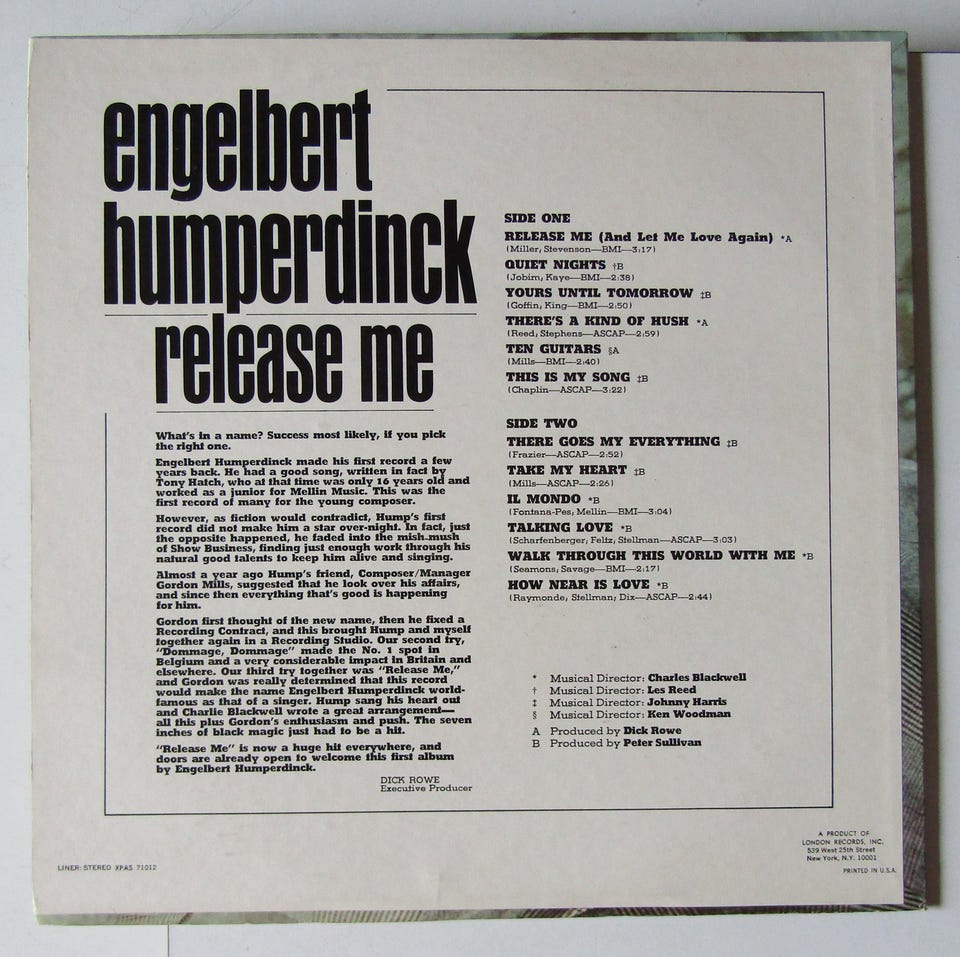 engelbert
humperdinck
release me
What's in a name? Success most likely, if you pick
the right one.
Engelbert Humperdinck made his first record a few
years back. He had a good song, written in fact by
Tony Hatch, who at that time was only 16 years old and
worked as a junior for Mellin Music. This was the
first record of many for the young composer.
However, as fiction would contradict, Hump's first
record did not make him a star over-night. In fact, just
the opposite happened, he faded into the mish-mush
of Show Business, finding just enough work through his
natural good talents to keep him alive and singing.
Almost a year ago Hump's friend, Composer/Manager
Gordon Mills, suggested that he look over his affairs,
and since then everything that's good is happening
for him.
Gordon first thought of the new name, then he fixed a
Recording Contract, and this brought Hump and myself
together again in a Recording Studio. Our second try,
"Dommage, Dommage" made the No. 1 spot in
Belgium and a very considerable impact in Britain and
elsewhere. Our third try together was "Release Me,"
and Gordon was really determined that this record
would make the name Engelbert Humperdinck world-
famous as that of a singer. Hump sang his heart out
and Charlie Blackwell wrote a great arrangement—
all this plus Gordon's enthusiasm and push. The seven
inches of black magic just had to be a hit.
"Release Me" is now a huge hit everywhere, and
doors are already open to welcome this first album
by Engelbert Humperdinck.
DICK ROWE
Executive Producer
SIDE ONE
RELEASE ME (And Let Me Love Again) *A
(Miller, Stevenson—BMI—3:17)
QUIET NIGHTS †B
(Jobim, Kaye—BMI—2:38)
YOURS UNTIL TOMORROW ‡B
(Goffin, King—BMI—2:50)
THERE'S A KIND OF HUSH *A
(Reed, Stephens—ASCAP—2:59)
TEN GUITARS §A
(Mills—BMI—2:40)
THIS IS MY SONG ‡B
(Chaplin—ASCAP—3:22)
SIDE TWO
THERE GOES MY EVERYTHING ‡B
(Frazier—ASCAP—2:52)
TAKE MY HEART ‡B
(Mills—ASCAP—2:26)
IL MONDO *B
(Fontana-Pes, Mellin—BMI—3:04)
TALKING LOVE *B
(Scharfenberger, Feltz, Stellman—ASCAP—3:03)
WALK THROUGH THIS WORLD WITH ME *B
(Seamons, Savage—BMI—2:17)
HOW NEAR IS LOVE *B
(Raymonde, Stellman, Dix—ASCAP—2:44)
* Musical Director: Charles Blackwell
† Musical Director: Les Reed
‡ Musical Director: Johnny Harris
§ Musical Director: Ken Woodman
A Produced by Dick Rowe
B Produced by Peter Sullivan
LINER: STEREO XPAS 71012
A PRODUCT OF
LONDON RECORDS, INC.
539 West 25th Street
New York, N.Y. 10001
PRINTED IN U.S.A.